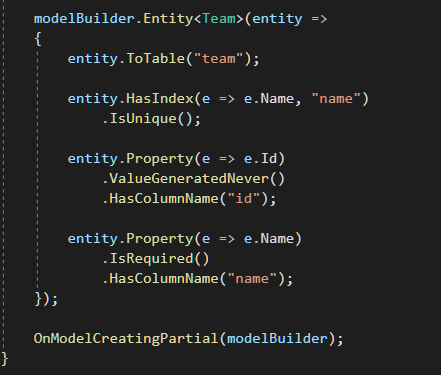 modelBuilder.Entity<Team>(entity =>
{
entity.ToTable("team");
entity.HasIndex(e => e.Name, "name")
.IsUnique();
entity.Property(e => e.Id)
.ValueGeneratedNever()
.HasColumnName("id");
entity.Property(e => e.Name)
.IsRequired()
.HasColumnName("name");
});
OnModelCreatingPartial(modelBuilder);
}